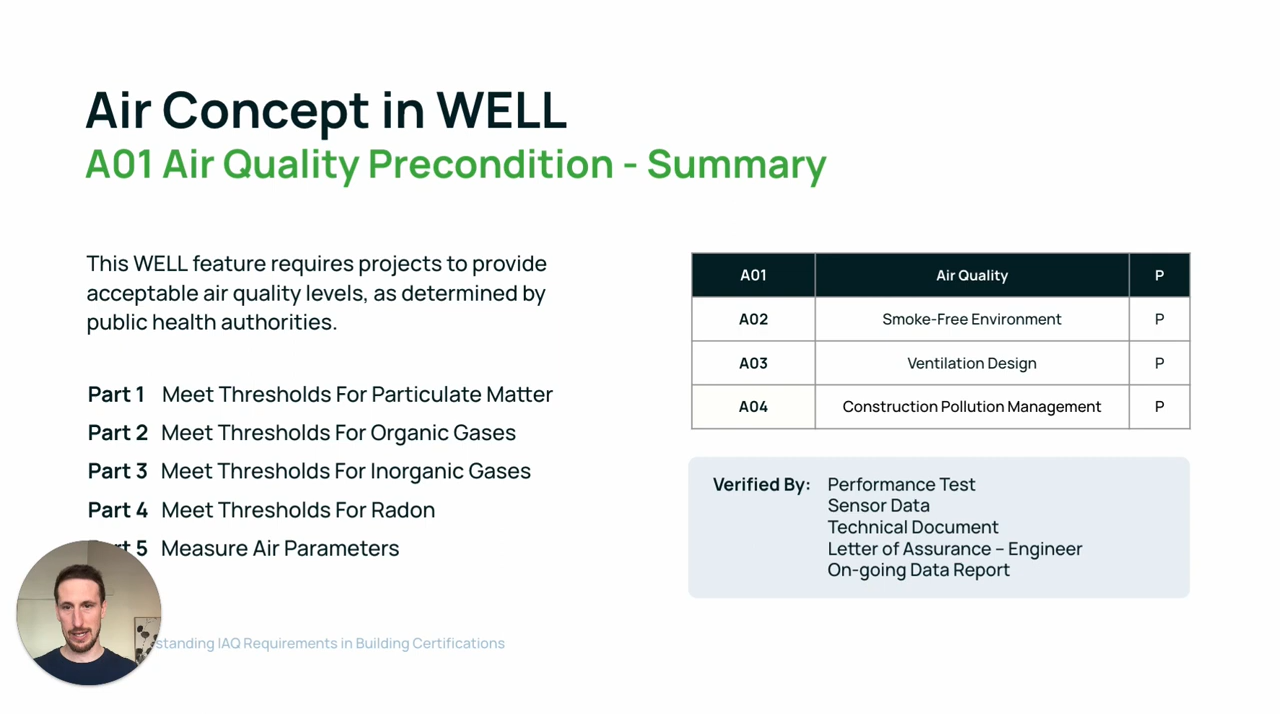 Air Concept in WELL
A01 Air Quality Precondition - Summary
This WELL feature requires projects to provide
acceptable air quality levels, as determined by
public health authorities.
Part 1 Meet Thresholds For Particulate Matter
Part 2 Meet Thresholds For Organic Gases
Part 3 Meet Thresholds For Inorganic Gases
Part 4 Meet Thresholds For Radon
5 Measure Air Parameters
A01 Air Quality P
A02 Smoke-Free Environment P
A03 Ventilation Design P
A04 Construction Pollution Management P
Verified By: Performance Test
Sensor Data
Technical Document
Letter of Assurance – Engineer
On-going Data Report
IAQ Requirements in Building Certifications